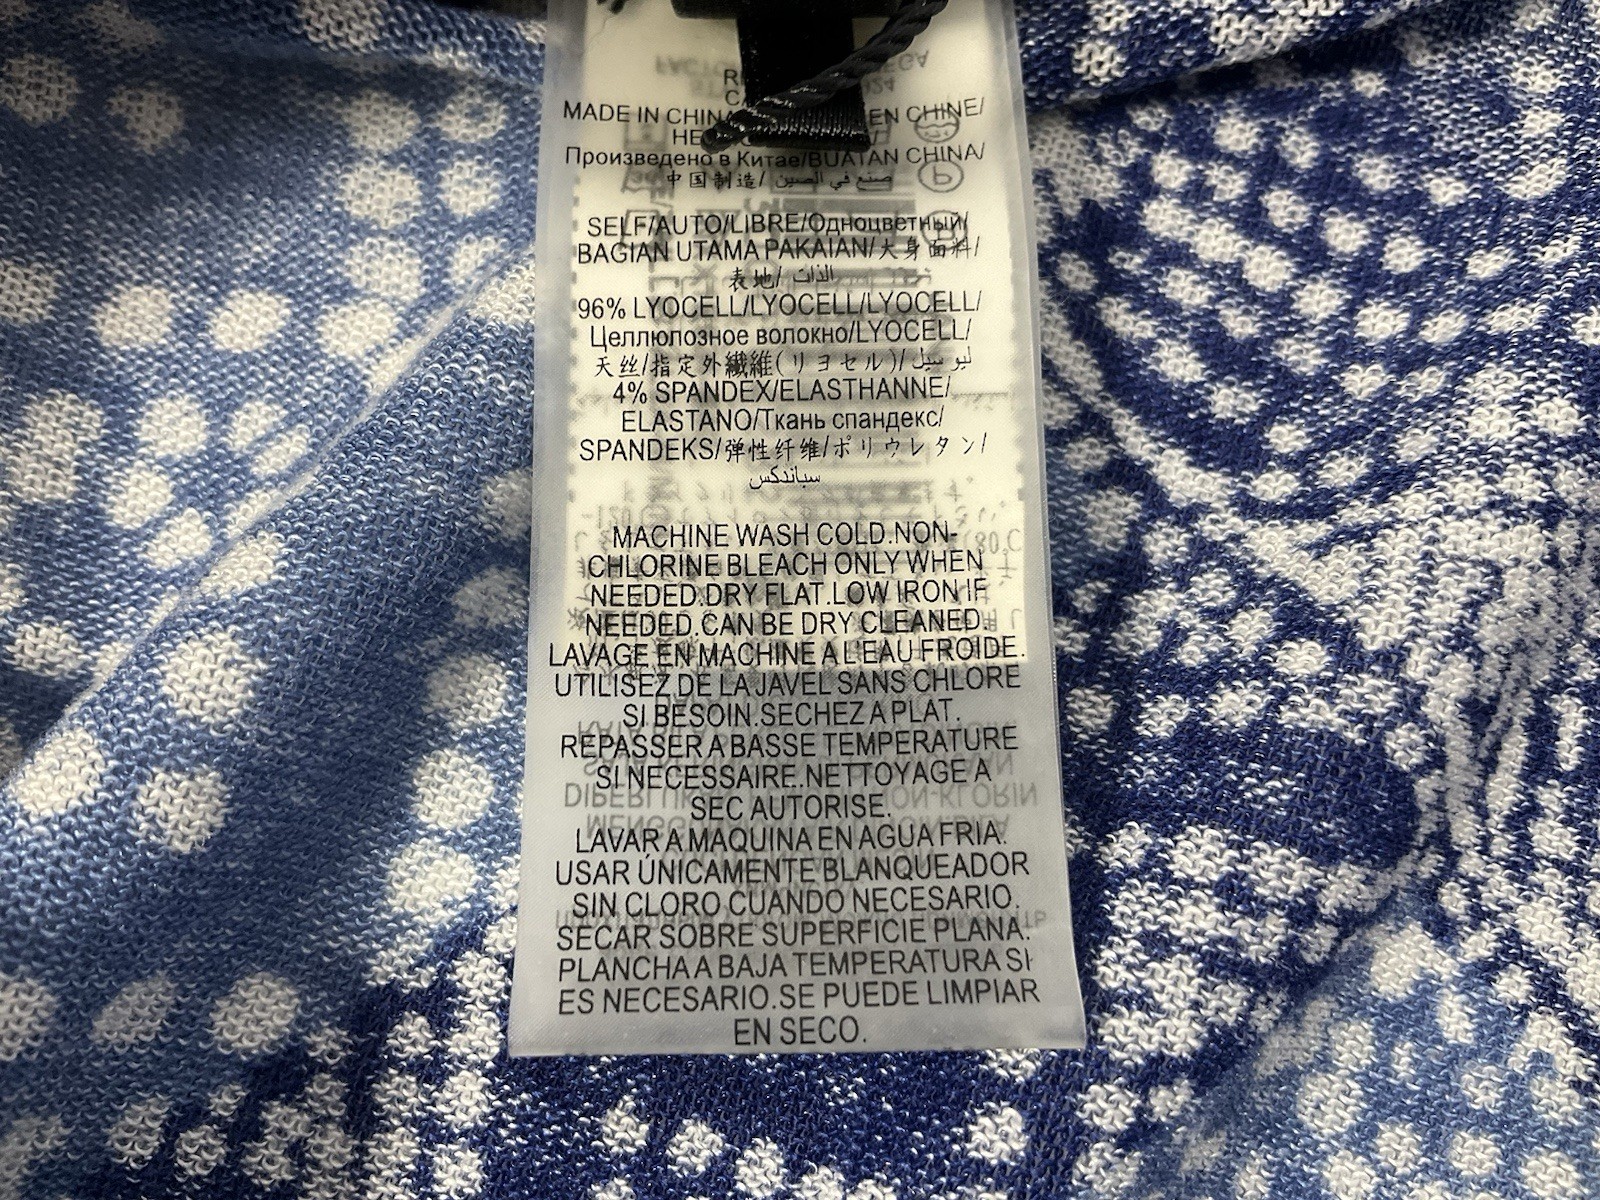 MADE IN CHINA EN CHINE/
HE
Произведено в Китае/BUATAN CHINA/
中国制造/ صنع في الصين
SELF/AUTO/LIBRE/Одноцветный/
BAGIAN UTAMA PAKAIAN/大身面料/
表地/ الذات
96% LYOCELL/LYOCELL/LYOCELL/
Целлюлозное волокно/LYOCELL/
天丝/指定外繊維(リヨセル)/ ليوسيل
4% SPANDEX/ELASTHANNE/
ELASTANO/Ткань спандекс/
SPANDEKS/弹性纤维/ポリウレタン/
سباندكس
MACHINE WASH COLD.NON-
CHLORINE BLEACH ONLY WHEN
NEEDED.DRY FLAT.LOW IRON IF
NEEDED.CAN BE DRY CLEANED.
LAVAGE EN MACHINE A L'EAU FROIDE.
UTILISEZ DE LA JAVEL SANS CHLORE
SI BESOIN.SECHEZ A PLAT.
REPASSER A BASSE TEMPERATURE
SI NECESSAIRE.NETTOYAGE A
SEC AUTORISE.
LAVAR A MAQUINA EN AGUA FRIA.
USAR ÚNICAMENTE BLANQUEADOR
SIN CLORO CUANDO NECESARIO.
SECAR SOBRE SUPERFICIE PLANA.
PLANCHA A BAJA TEMPERATURA SI
ES NECESARIO.SE PUEDE LIMPIAR
EN SECO.